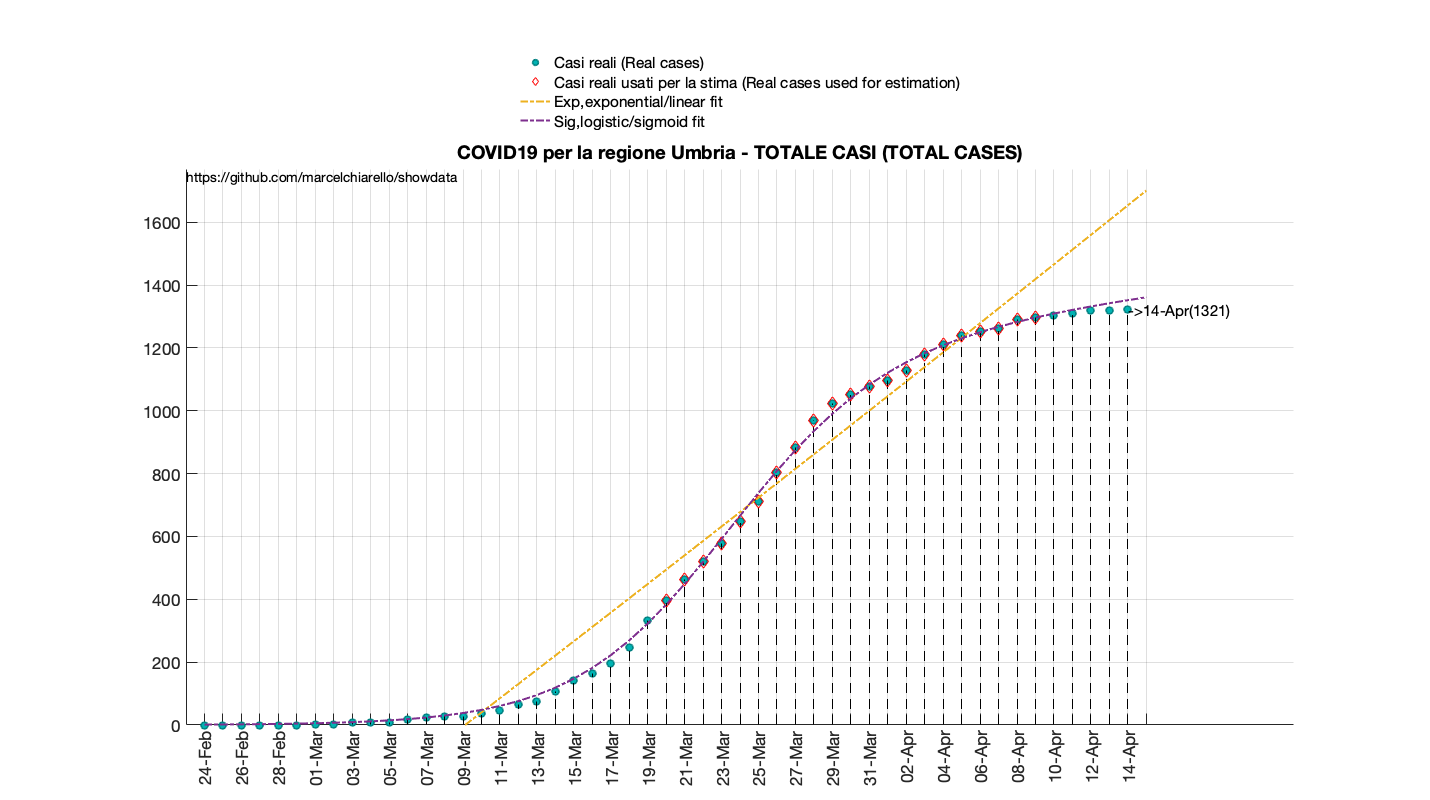 Casi reali (Real cases)
Casi reali usati per la stima (Real cases used for estimation)
Exp,exponential/linear fit
Sig,logistic/sigmoid fit
COVID19 per la regione Umbria - TOTALE CASI (TOTAL CASES)
https://github.com/marcelchiarello/showdata
1600
1400
->14-Apr(1321)
1200
1000
800
600
400
200
0
24-Feb
26-Feb
28-Feb
01-Mar
03-Mar
05-Mar
07-Mar
09-Mar
11-Mar
13-Mar
15-Mar
17-Mar
19-Mar
21-Mar
23-Mar
25-Mar
27-Mar
29-Mar
31-Mar
02-Apr
04-Apr
06-Apr
08-Apr
10-Apr
12-Apr
14-Apr